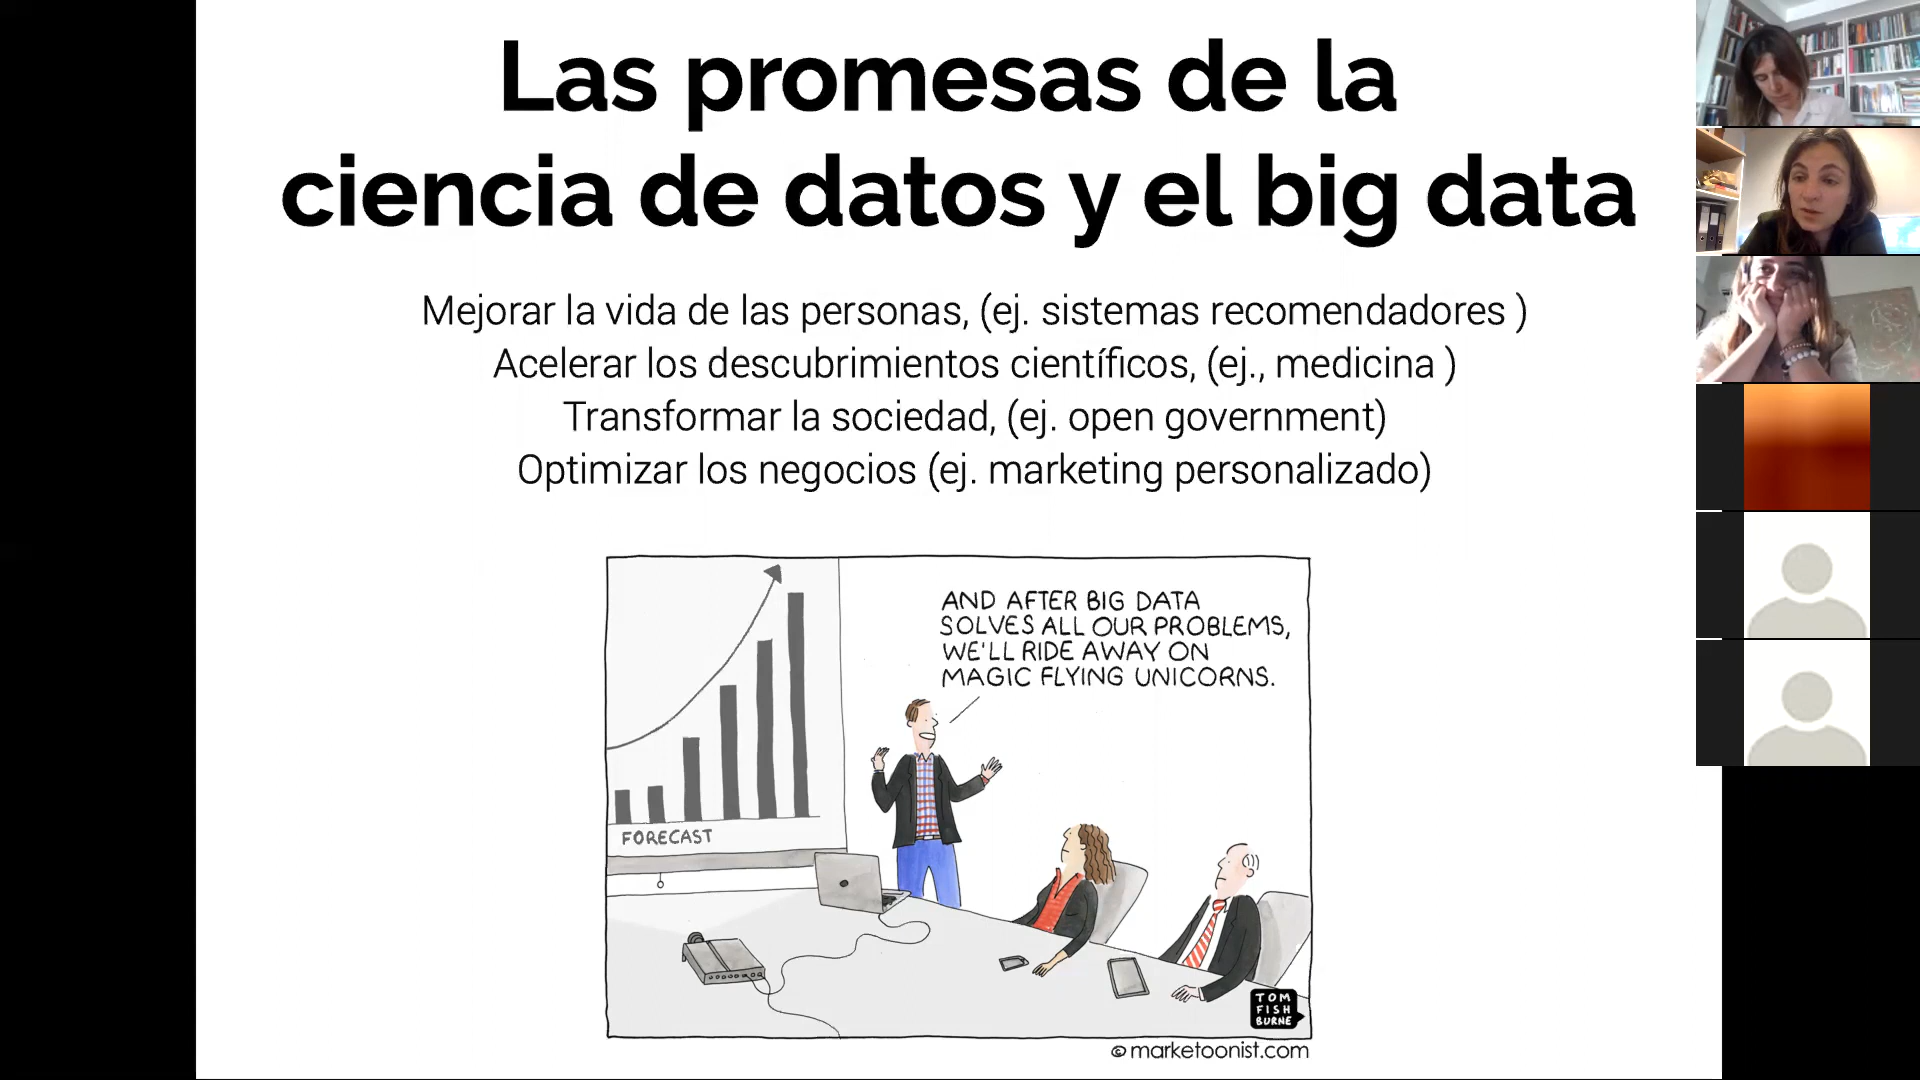 Las promesas de la
ciencia de datos y el big data
Mejorar la vida de las personas, (ej. sistemas recomendadores )
Acelerar los descubrimientos científicos, (ej., medicina )
Transformar la sociedad, (ej. open government)
Optimizar los negocios (ej. marketing personalizado)
AND AFTER BIG DATA
SOLVES ALL OUR PROBLEMS,
WE'LL RIDE AWAY ON
MAGIC FLYING UNICORNS.
FORECAST
TOM
FISH
BURNE
© marketoonist.com